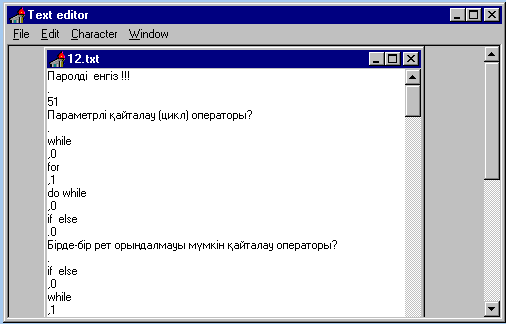 Text editor
File Edit Character Window
12.txt
Паролді енгіз !!!
.
51
Параметрлі қайталау (цикл) операторы?
.
while
,0
for
,1
do while
,0
if else
.0
Бірде-бір рет орындалмауы мүмкін қайталау операторы?
.
if else
,0
while
,1